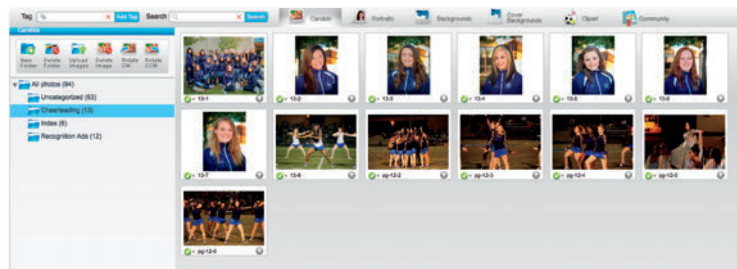 Tag Add Tag Search Search Candids Portraits Backgrounds Cover Backgrounds Clipart Community
Candids
New Folder Delete Folder Upload Images Delete Image Rotate CW Rotate CCW
All photos (94)
Uncategorized (63)
Cheerleading (13)
Index (6)
Recognition Ads (12)
13-1 13-2 13-3 13-4 13-5 13-6
13-7 13-8 pg-12-2 pg-12-3 pg-12-4 pg-12-5
pg-12-6